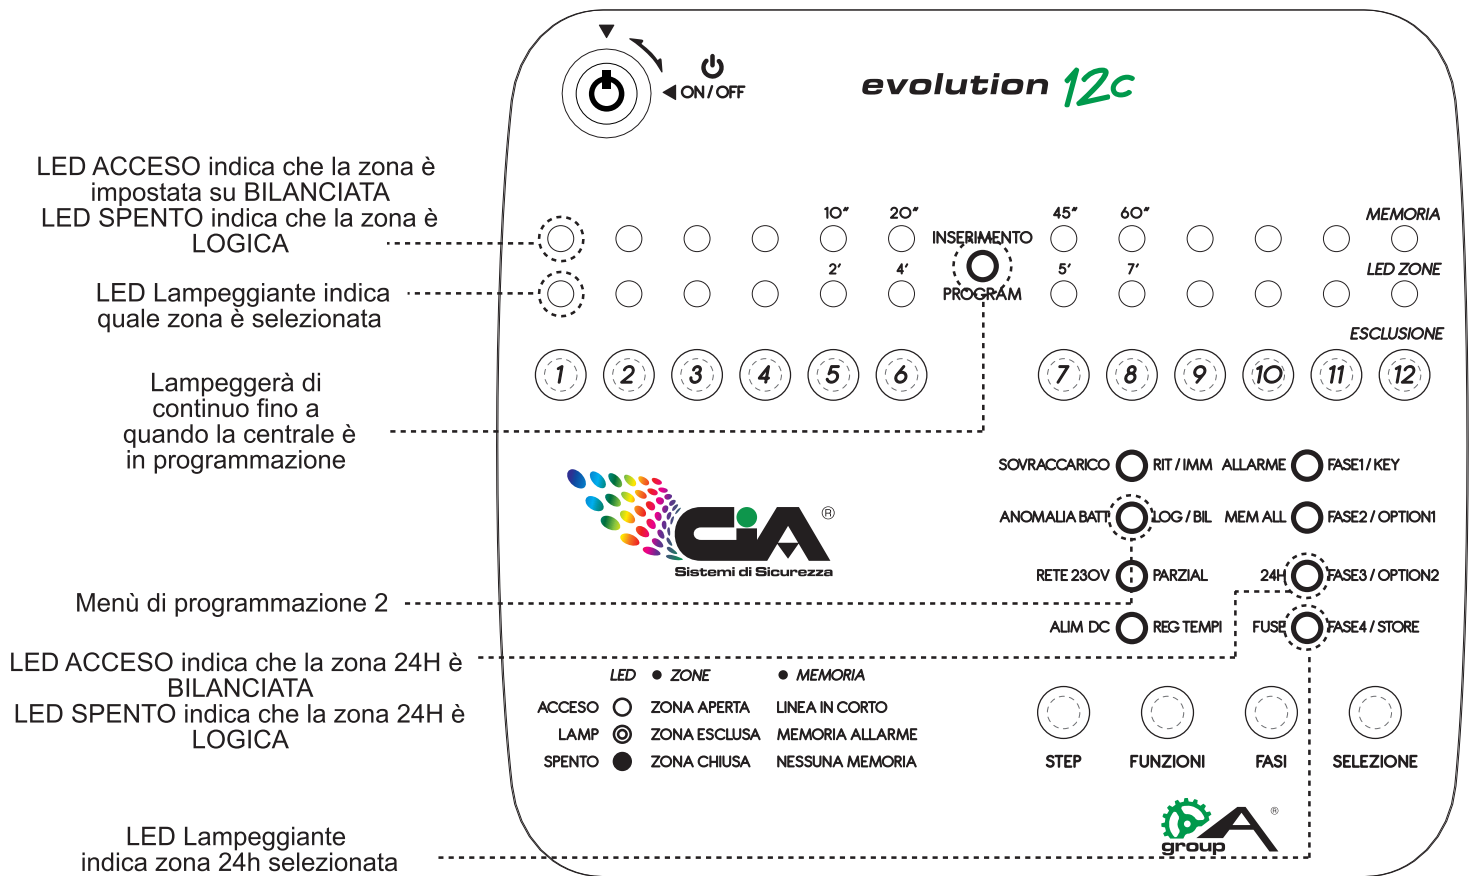 evolution 12c
ON / OFF
LED ACCESO indica che la zona è
impostata su BILANCIATA
LED SPENTO indica che la zona è
LOGICA
10” 20” 45” 60” MEMORIA
INSERIMENTO
2’ 4’ 5’ 7’ LED ZONE
PROGRAM
LED Lampeggiante indica
quale zona è selezionata
ESCLUSIONE
1 2 3 4 5 6 7 8 9 10 11 12
Lampeggerà di
continuo fino a
quando la centrale è
in programmazione
SOVRACCARICO RIT / IMM ALLARME FASE1 / KEY
ANOMALIA BATT LOG / BIL MEM ALL FASE2 / OPTION1
RETE 230V PARZIAL 24H FASE3 / OPTION2
ALIM DC REG TEMPI FUSE FASE4 / STORE
CiA ®
Sistemi di Sicurezza
Menù di programmazione 2
LED ACCESO indica che la zona 24H è
BILANCIATA
LED SPENTO indica che la zona 24H è
LOGICA
LED • ZONE • MEMORIA
ACCESO ZONA APERTA LINEA IN CORTO
LAMP ZONA ESCLUSA MEMORIA ALLARME
SPENTO ZONA CHIUSA NESSUNA MEMORIA
STEP FUNZIONI FASI SELEZIONE
A ®
group
LED Lampeggiante
indica zona 24h selezionata